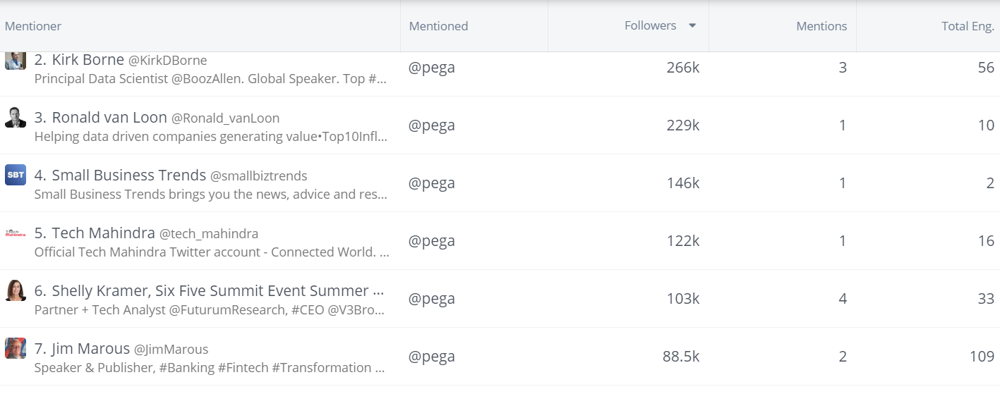 Mentioner Mentioned Followers Mentions Total Eng.
2. Kirk Borne @KirkDBorne
@pega 266k 3 56
Principal Data Scientist @BoozAllen. Global Speaker. Top #...
3. Ronald van Loon @Ronald_vanLoon
@pega 229k 1 10
Helping data driven companies generating value•Top10Infl...
SBT
4. Small Business Trends @smallbiztrends
@pega 146k 1 2
Small Business Trends brings you the news, advice and res...
Tech
Mahindra
5. Tech Mahindra @tech_mahindra
@pega 122k 1 16
Official Tech Mahindra Twitter account - Connected World. ...
6. Shelly Kramer, Six Five Summit Event Summer ...
@pega 103k 4 33
Partner + Tech Analyst @FuturumResearch, #CEO @V3Bro...
7. Jim Marous @JimMarous
@pega 88.5k 2 109
Speaker & Publisher, #Banking #Fintech #Transformation ...